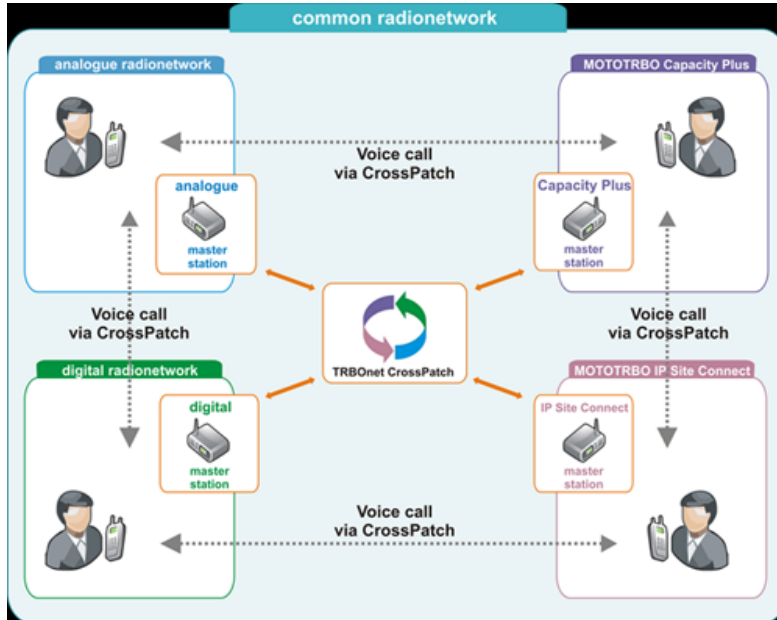 common radionetwork
analogue radionetwork
MOTOTRBO Capacity Plus
Voice call
via CrossPatch
analogue
master
station
Capacity Plus
master
station
Voice call
via CrossPatch
TRBOnet CrossPatch
Voice call
via CrossPatch
digital radionetwork
MOTOTRBO IP Site Connect
digital
master
station
IP Site Connect
master
station
Voice call
via CrossPatch